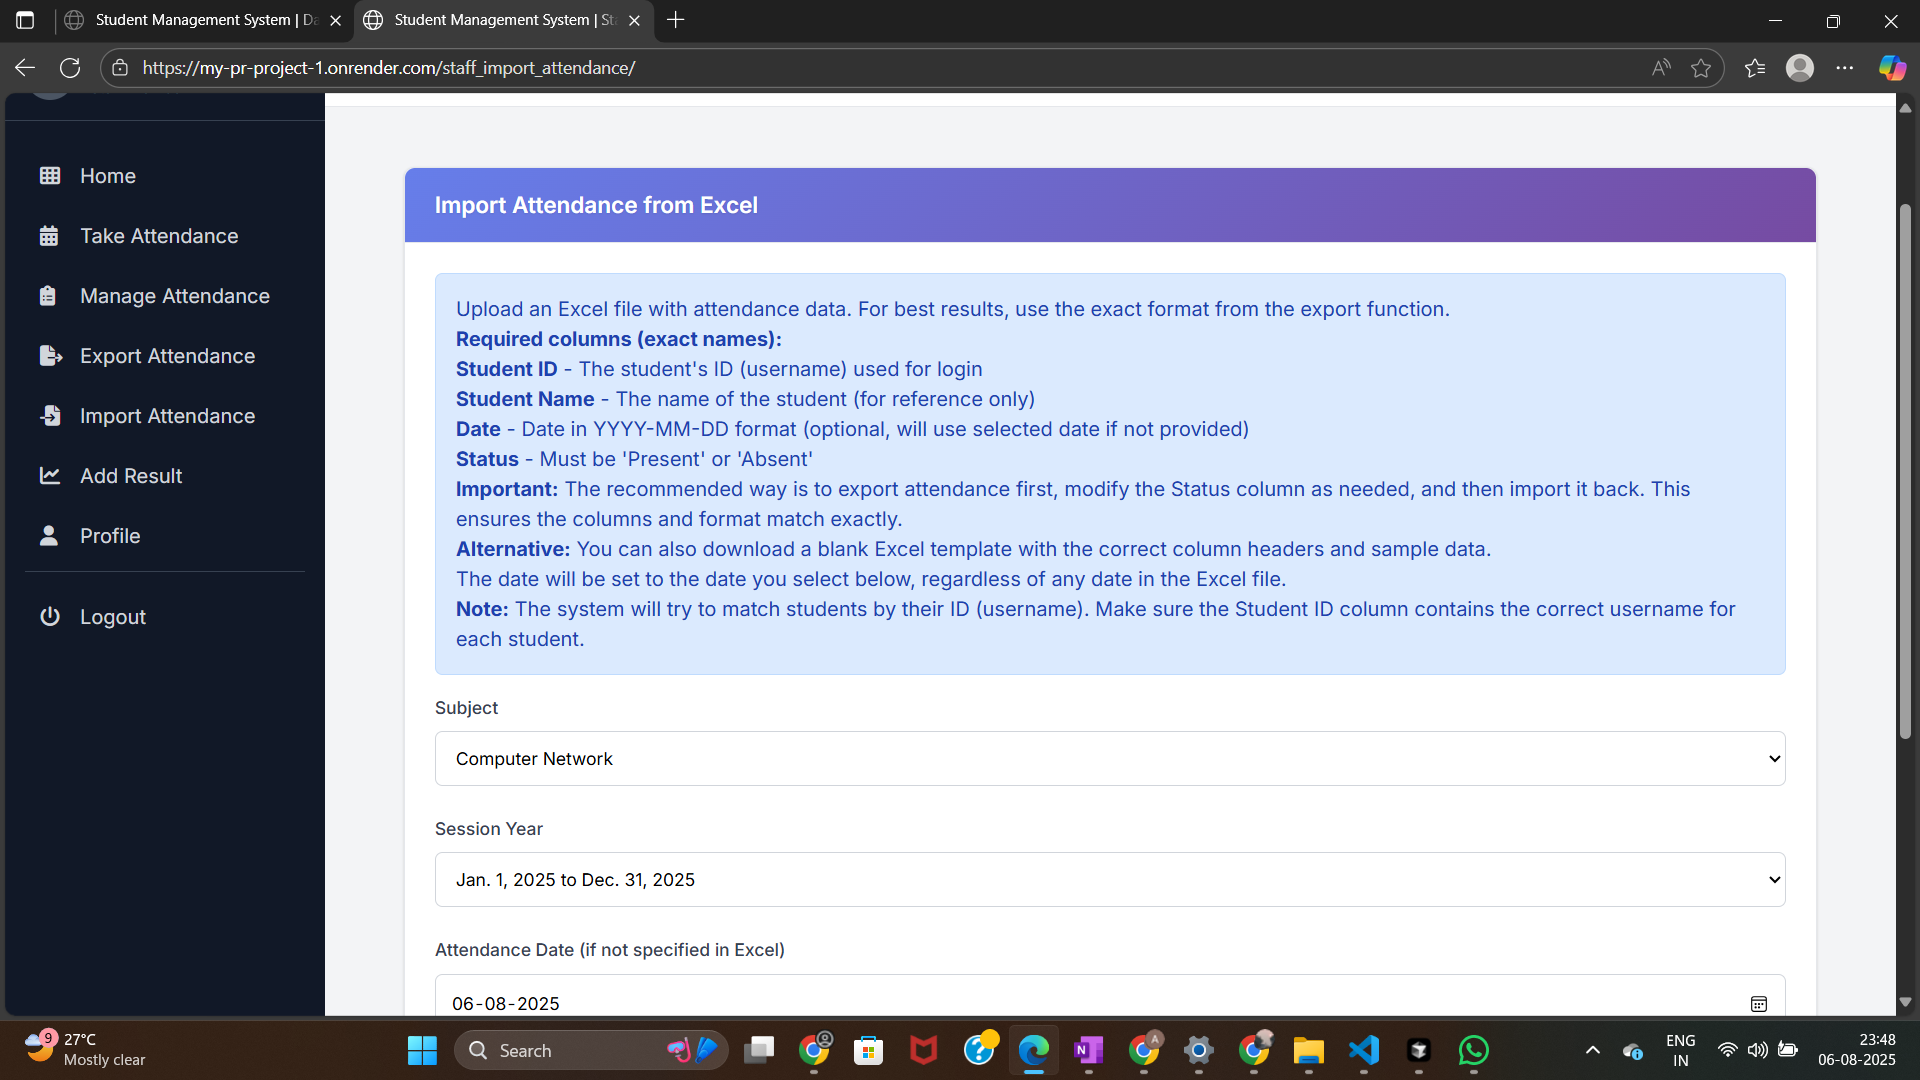 Student Management System | Da
Student Management System | Sta
https://my-pr-project-1.onrender.com/staff_import_attendance/
Home
Take Attendance
Manage Attendance
Export Attendance
Import Attendance
Add Result
Profile
Logout
Import Attendance from Excel
Upload an Excel file with attendance data. For best results, use the exact format from the export function.
Required columns (exact names):
Student ID - The student's ID (username) used for login
Student Name - The name of the student (for reference only)
Date - Date in YYYY-MM-DD format (optional, will use selected date if not provided)
Status - Must be 'Present' or 'Absent'
Important: The recommended way is to export attendance first, modify the Status column as needed, and then import it back. This
ensures the columns and format match exactly.
Alternative: You can also download a blank Excel template with the correct column headers and sample data.
The date will be set to the date you select below, regardless of any date in the Excel file.
Note: The system will try to match students by their ID (username). Make sure the Student ID column contains the correct username for
each student.
Subject
Computer Network
Session Year
Jan. 1, 2025 to Dec. 31, 2025
Attendance Date (if not specified in Excel)
06-08-2025
9
27°C
Mostly clear
Search
A
N
ENG
IN
23:48
06-08-2025